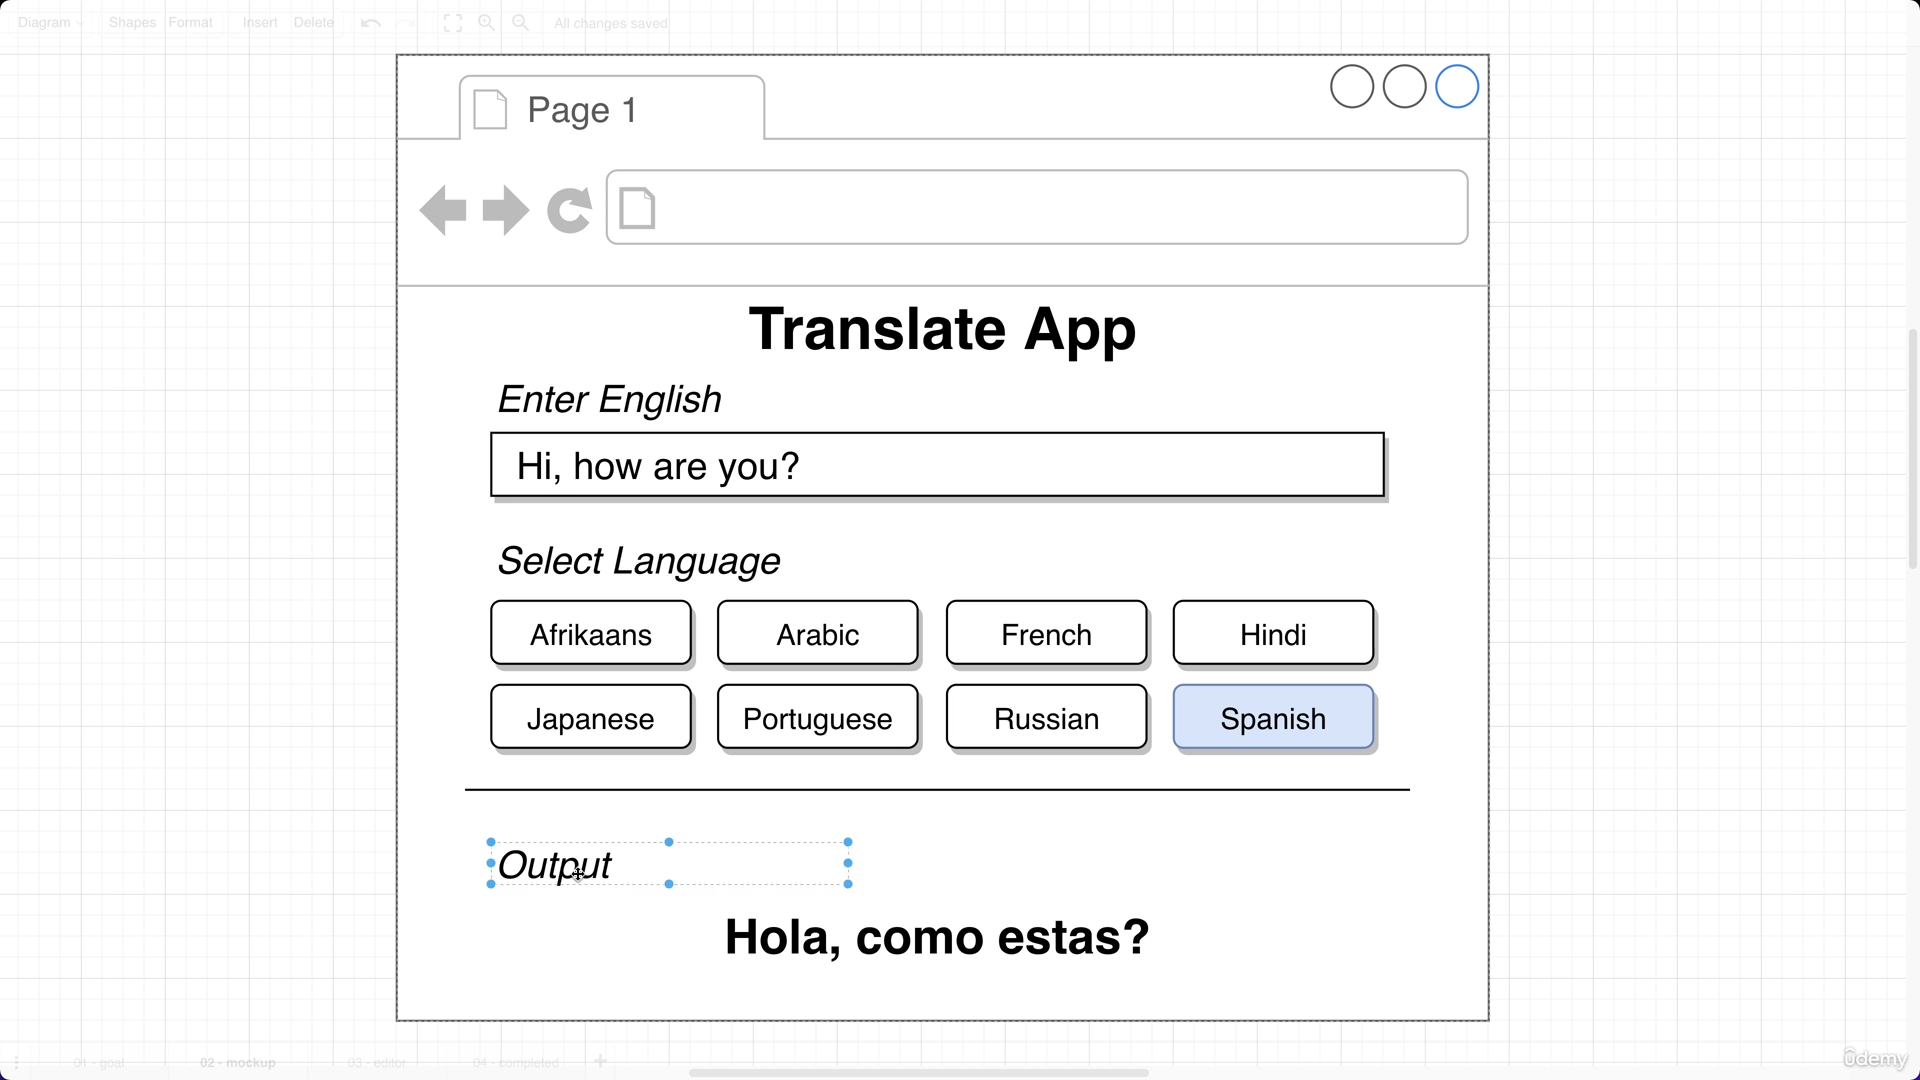 Diagram Shapes Format Insert Delete All changes saved
Page 1
Translate App
Enter English
Hi, how are you?
Select Language
Afrikaans Arabic French Hindi
Japanese Portuguese Russian Spanish
Output
Hola, como estas?
01 - goal 02 - mockup 03 - editor 04 - completed
ûdemy